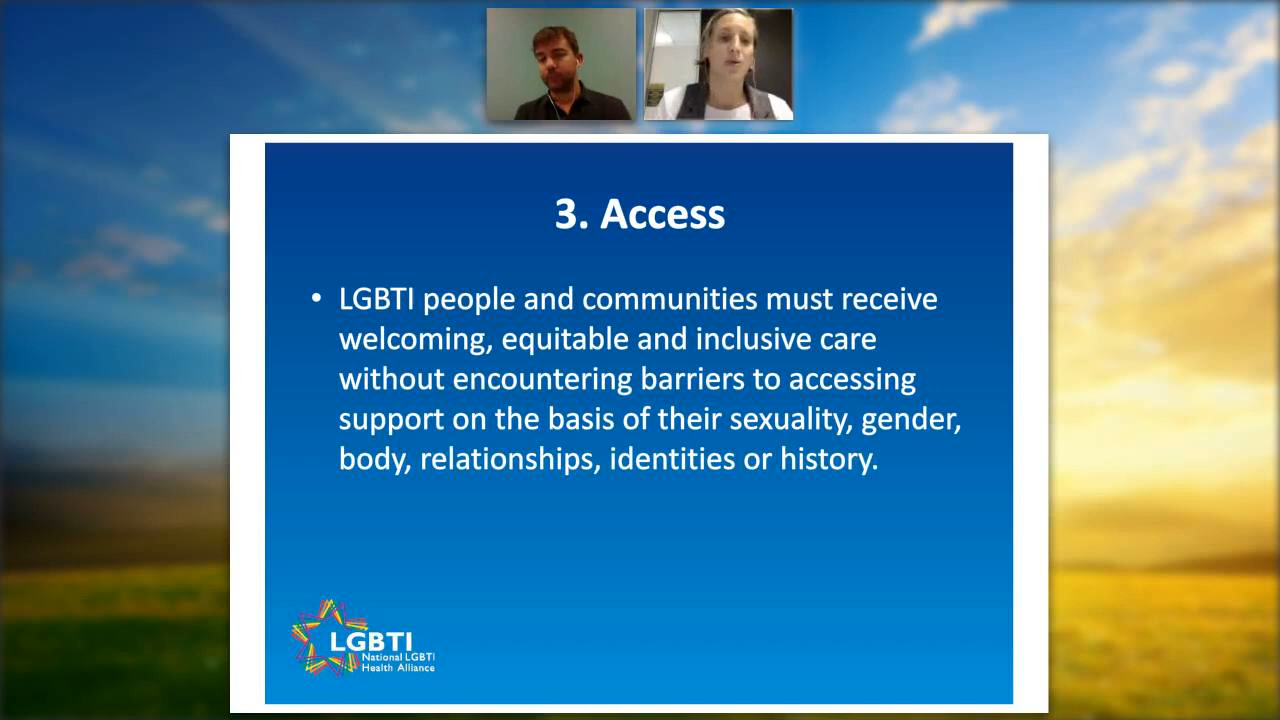 3. Access
• LGBTI people and communities must receive
welcoming, equitable and inclusive care
without encountering barriers to accessing
support on the basis of their sexuality, gender,
body, relationships, identities or history.
LGBTI
National LGBTI
Health Alliance